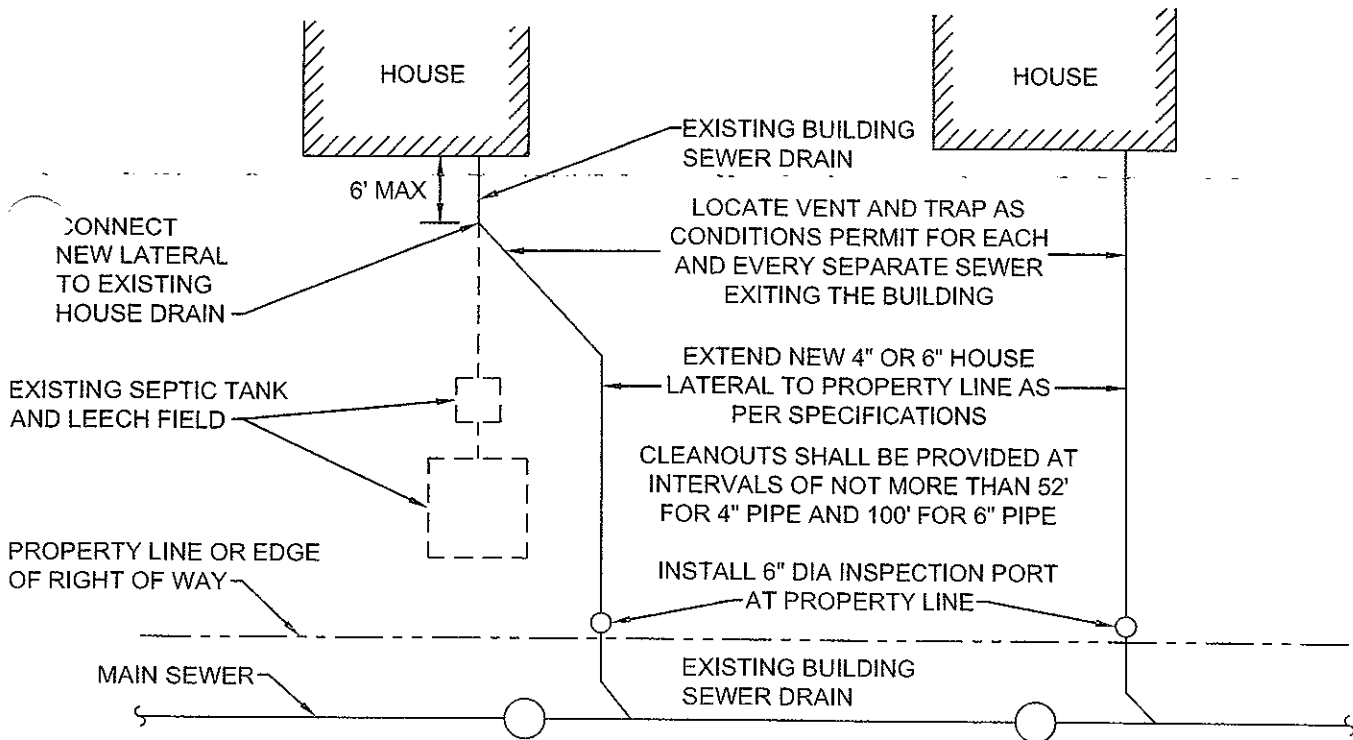 HOUSE
HOUSE
EXISTING BUILDING
SEWER DRAIN
6' MAX
CONNECT
NEW LATERAL
TO EXISTING
HOUSE DRAIN
LOCATE VENT AND TRAP AS
CONDITIONS PERMIT FOR EACH
AND EVERY SEPARATE SEWER
EXITING THE BUILDING
EXISTING SEPTIC TANK
AND LEECH FIELD
EXTEND NEW 4" OR 6" HOUSE
LATERAL TO PROPERTY LINE AS
PER SPECIFICATIONS
CLEANOUTS SHALL BE PROVIDED AT
INTERVALS OF NOT MORE THAN 52'
FOR 4" PIPE AND 100' FOR 6" PIPE
PROPERTY LINE OR EDGE
OF RIGHT OF WAY
INSTALL 6" DIA INSPECTION PORT
AT PROPERTY LINE
MAIN SEWER
EXISTING BUILDING
SEWER DRAIN